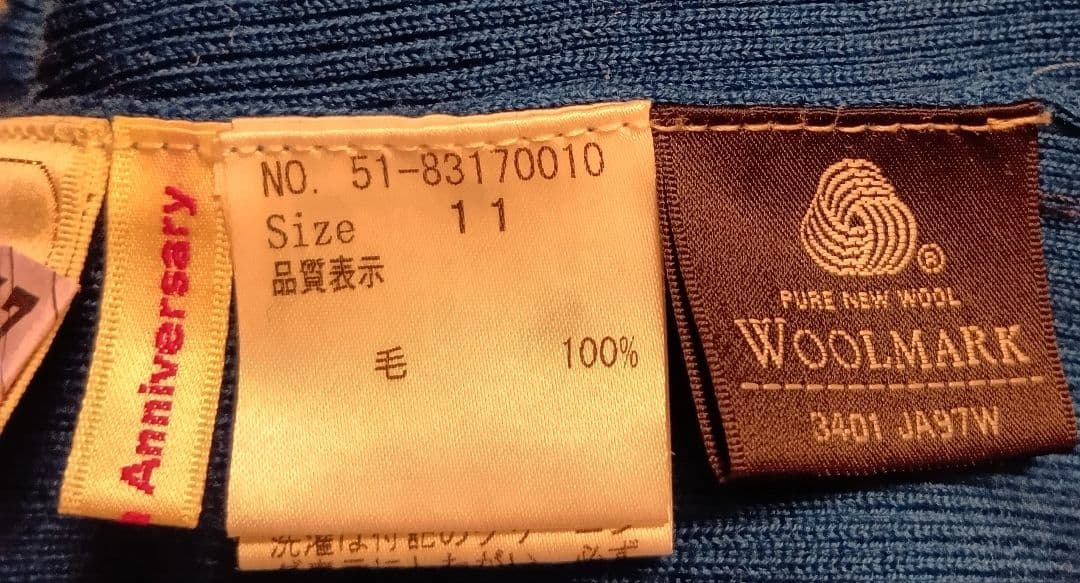 Anniversary
NO. 51-83170010
Size 11
品質表示
毛 100%
®
PURE NEW WOOL
WOOLMARK
3401 JA97W